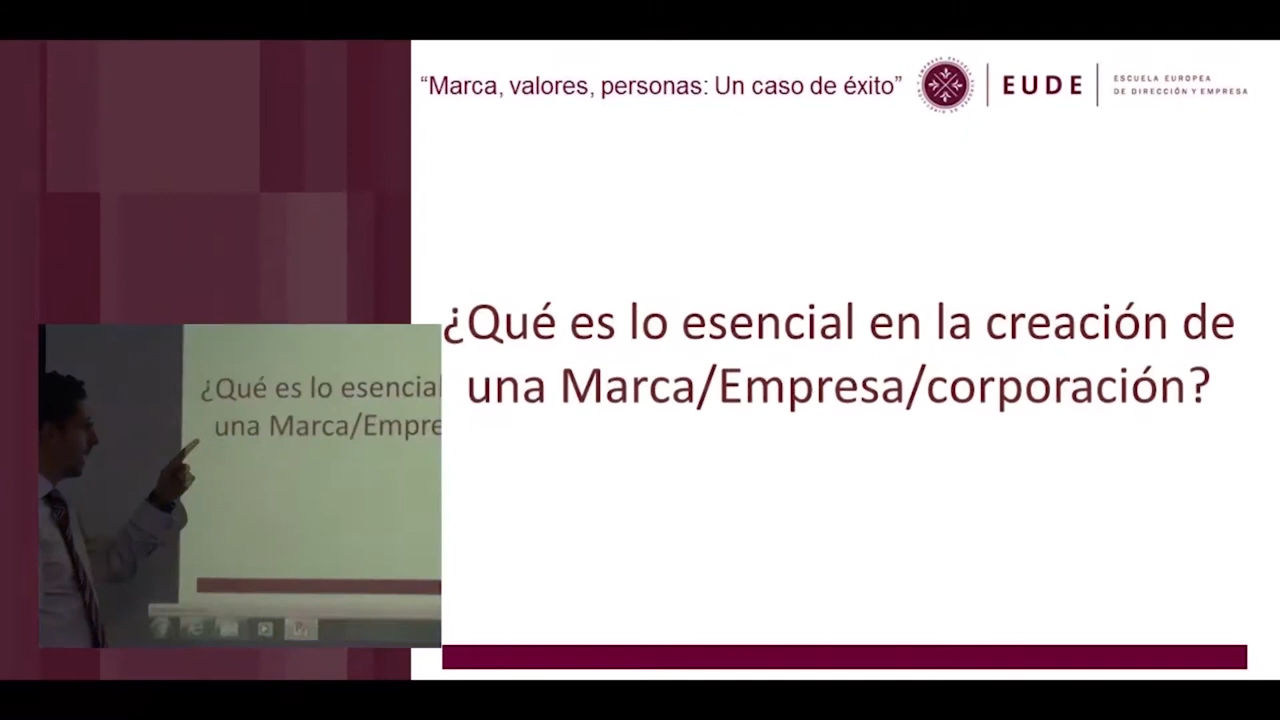 “Marca, valores, personas: Un caso de éxito”
EUDE
ESCUELA EUROPEA
DE DIRECCIÓN Y EMPRESA
¿Qué es lo esencial en la creación de
una Marca/Empresa/corporación?
¿Qué es lo esencial
una Marca/Empre